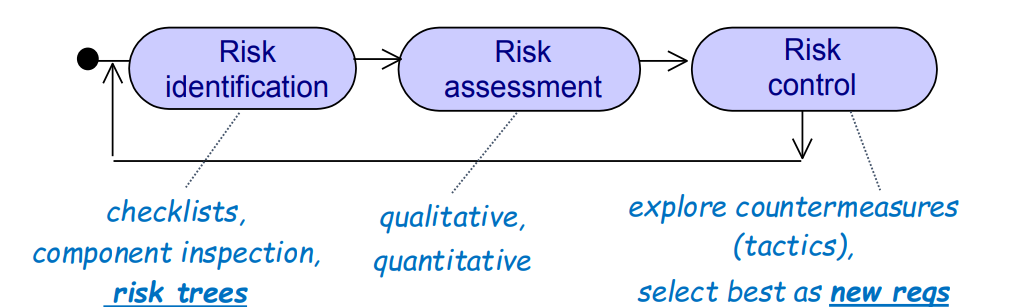 Risk
identification
Risk
assessment
Risk
control
checklists,
component inspection,
risk trees
qualitative,
quantitative
explore countermeasures
(tactics),
select best as new reqs